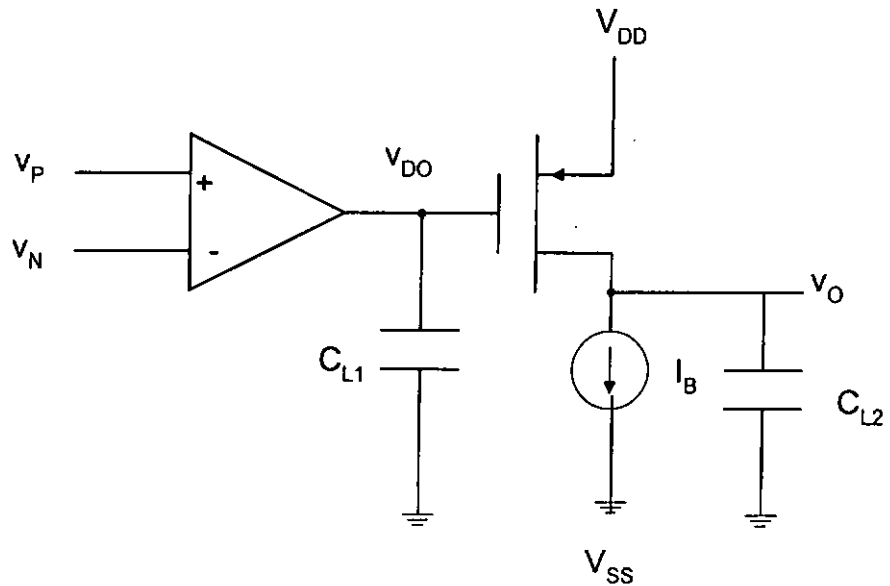 V_DD
v_P
+
v_DO
v_N
-
v_O
C_L1
I_B
C_L2
V_SS